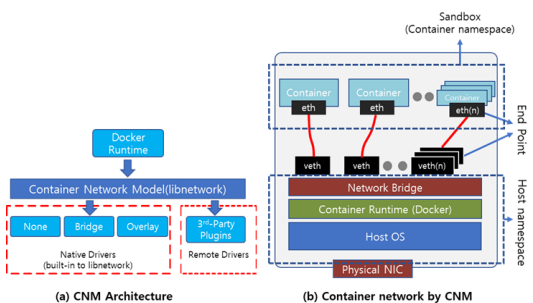 Docker
Runtime
Container Network Model(libnetwork)
None
Bridge
Overlay
3rd-Party
Plugins
Native Drivers
(built-in to libnetwork)
Remote Drivers
(a) CNM Architecture
Sandbox
(Container namespace)
Container
eth
Container
eth
Container
eth(n)
End
Point
veth
veth
veth(n)
Network Bridge
Container Runtime (Docker)
Host OS
Host namespace
Physical NIC
(b) Container network by CNM